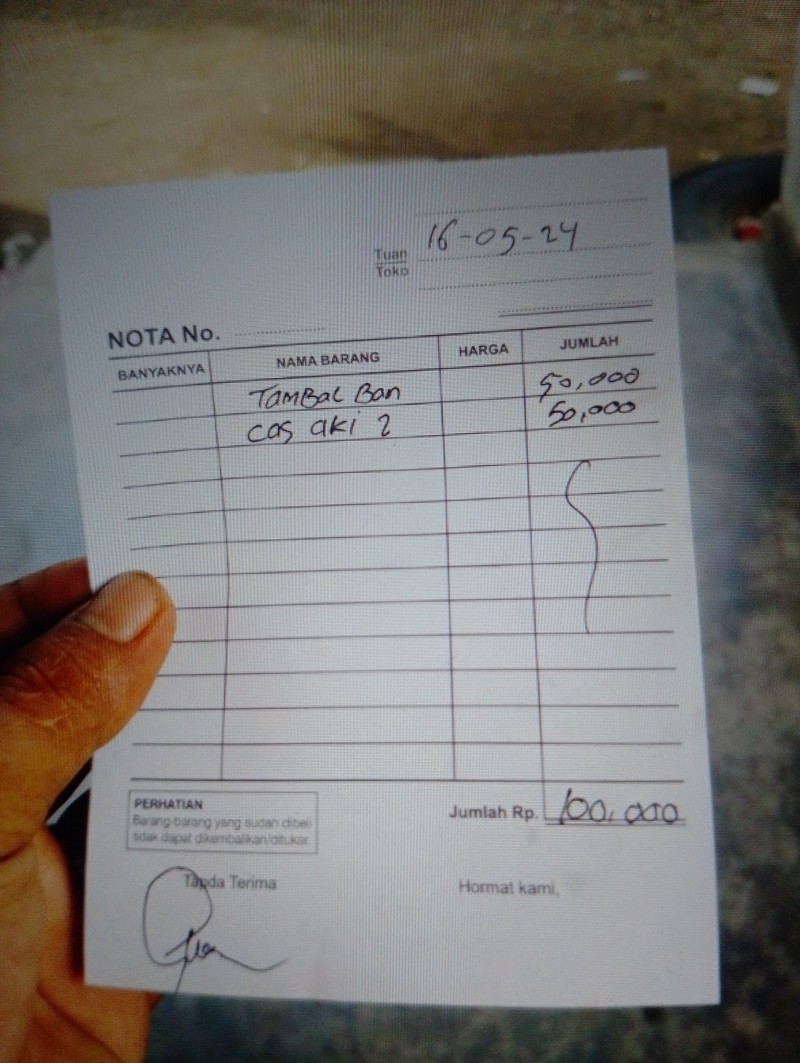 16-05-24
Tuan
Toko
NOTA No.
BANYAKNYA NAMA BARANG HARGA JUMLAH
Tambal Ban 50,000
cas aki 2 50,000
PERHATIAN
Barang-barang yang sudah dibeli
tidak dapat dikembalikan/ditukar
Jumlah Rp. 100,000
Tanda Terima Hormat kami,